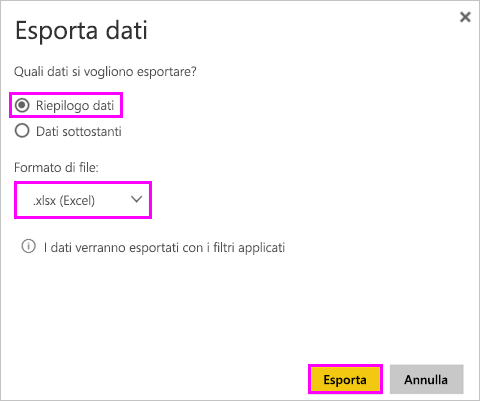 Esporta dati
Quali dati si vogliono esportare?
Riepilogo dati
Dati sottostanti
Formato di file:
.xlsx (Excel)
I dati verranno esportati con i filtri applicati
Esporta
Annulla